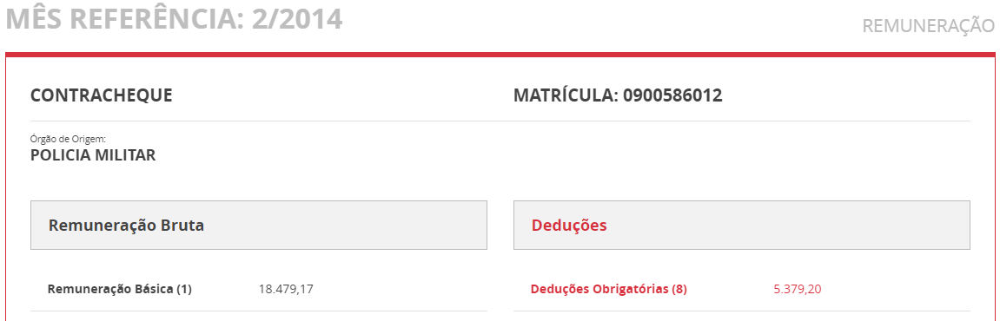 MÊS REFERÊNCIA: 2/2014
REMUNERAÇÃO
CONTRACHEQUE
MATRÍCULA: 0900586012
Órgão de Origem:
POLICIA MILITAR
Remuneração Bruta
Deduções
Remuneração Básica (1) 18.479,17
Deduções Obrigatórias (8) 5.379,20